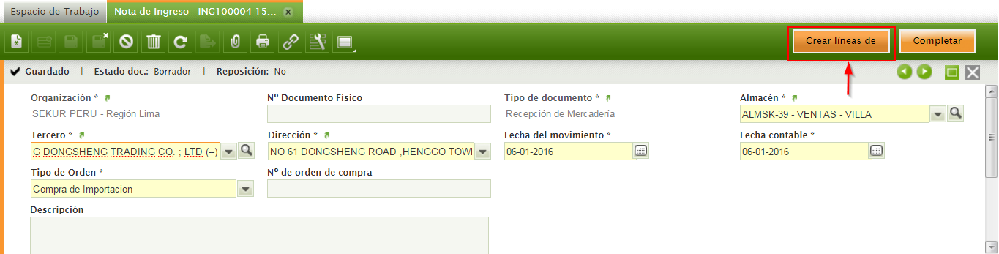 Espacio de Trabajo
Nota de Ingreso - ING100004-15...
Crear líneas de
Completar
Guardado | Estado doc.: Borrador | Reposición: No
Organización *
Nº Documento Físico
Tipo de documento *
Almacén *
SEKUR PERU - Región Lima
Recepción de Mercadería
ALMSK-39 - VENTAS - VILLA
Tercero *
Dirección *
Fecha del movimiento *
Fecha contable *
G DONGSHENG TRADING CO. ; LTD (--)
NO 61 DONGSHENG ROAD ,HENGGO TOWI
06-01-2016
06-01-2016
Tipo de Orden *
Nº de orden de compra
Compra de Importacion
Descripción